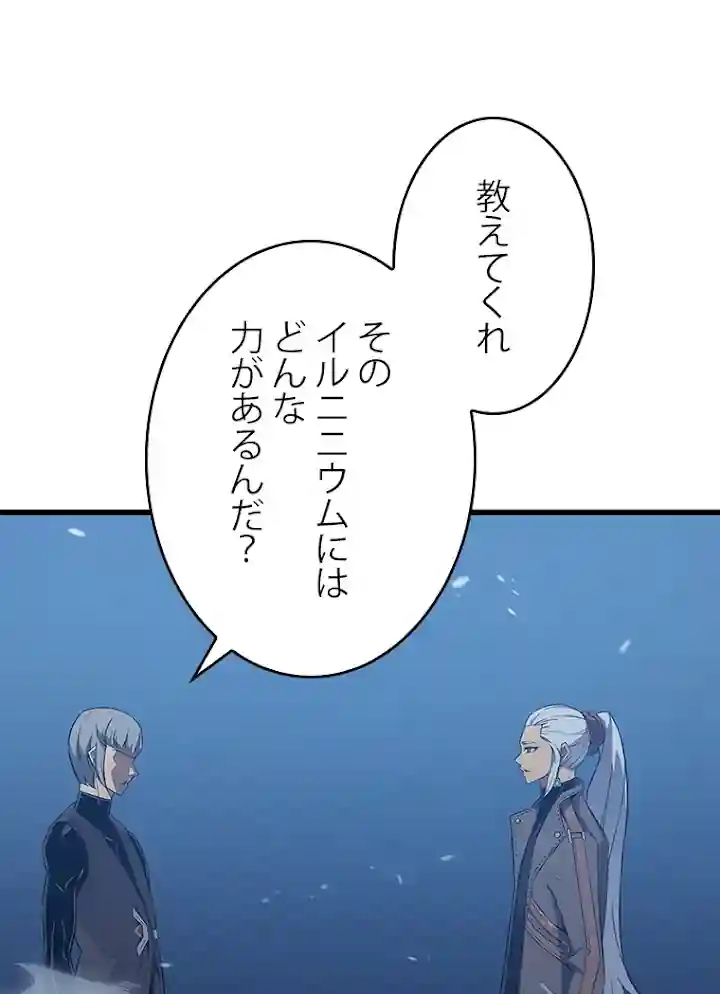 教えてくれ
その
イルニニウムには
どんな
力があるんだ？